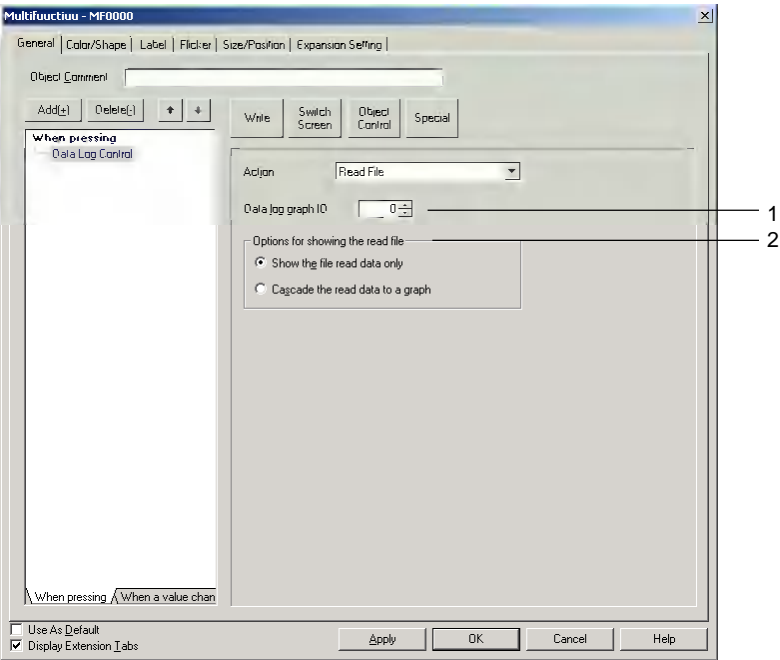 Multifuuctiuu - MF0000
General Color/Shape Label Flicker Size/Position Expansion Setting
Object Comment
Add(+) Delete(-) Write Switch Screen Object Control Special
When pressing
Data Log Control
Action Read File
Data log graph ID 0 1
Options for showing the read file 2
Show the file read data only
Cascade the read data to a graph
When pressing When a value chan
Use As Default
Display Extension Tabs
Apply OK Cancel Help